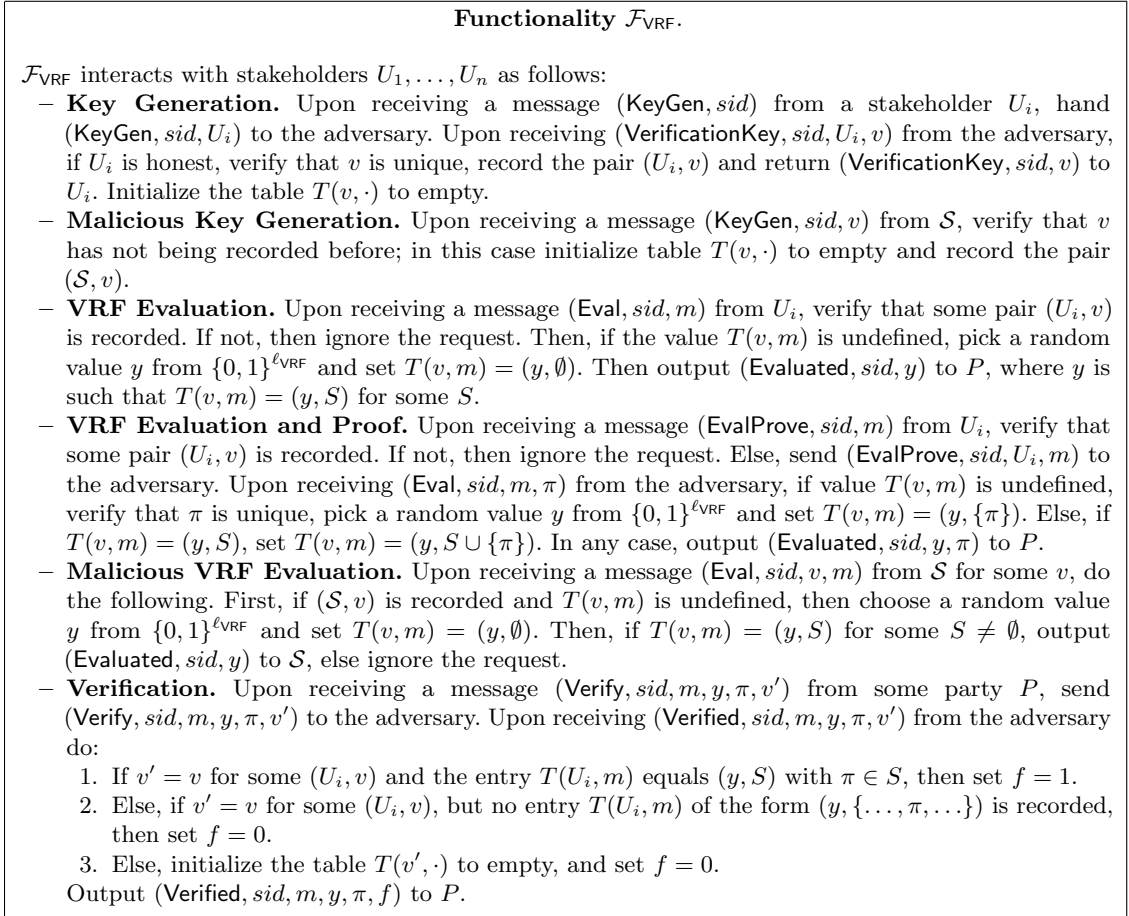 Functionality 𝓕_VRF.
𝓕_VRF interacts with stakeholders U_1, . . . , U_n as follows:
– Key Generation. Upon receiving a message (KeyGen, sid) from a stakeholder U_i, hand
(KeyGen, sid, U_i) to the adversary. Upon receiving (VerificationKey, sid, U_i, v) from the adversary,
if U_i is honest, verify that v is unique, record the pair (U_i, v) and return (VerificationKey, sid, v) to
U_i. Initialize the table T(v, ·) to empty.
– Malicious Key Generation. Upon receiving a message (KeyGen, sid, v) from 𝒮, verify that v
has not being recorded before; in this case initialize table T(v, ·) to empty and record the pair
(𝒮, v).
– VRF Evaluation. Upon receiving a message (Eval, sid, m) from U_i, verify that some pair (U_i, v)
is recorded. If not, then ignore the request. Then, if the value T(v, m) is undefined, pick a random
value y from {0, 1}^{ℓ_VRF} and set T(v, m) = (y, ∅). Then output (Evaluated, sid, y) to P, where y is
such that T(v, m) = (y, S) for some S.
– VRF Evaluation and Proof. Upon receiving a message (EvalProve, sid, m) from U_i, verify that
some pair (U_i, v) is recorded. If not, then ignore the request. Else, send (EvalProve, sid, U_i, m) to
the adversary. Upon receiving (Eval, sid, m, π) from the adversary, if value T(v, m) is undefined,
verify that π is unique, pick a random value y from {0, 1}^{ℓ_VRF} and set T(v, m) = (y, {π}). Else, if
T(v, m) = (y, S), set T(v, m) = (y, S ∪ {π}). In any case, output (Evaluated, sid, y, π) to P.
– Malicious VRF Evaluation. Upon receiving a message (Eval, sid, v, m) from 𝒮 for some v, do
the following. First, if (𝒮, v) is recorded and T(v, m) is undefined, then choose a random value
y from {0, 1}^{ℓ_VRF} and set T(v, m) = (y, ∅). Then, if T(v, m) = (y, S) for some S ≠ ∅, output
(Evaluated, sid, y) to 𝒮, else ignore the request.
– Verification. Upon receiving a message (Verify, sid, m, y, π, v′) from some party P, send
(Verify, sid, m, y, π, v′) to the adversary. Upon receiving (Verified, sid, m, y, π, v′) from the adversary
do:
1. If v′ = v for some (U_i, v) and the entry T(U_i, m) equals (y, S) with π ∈ S, then set f = 1.
2. Else, if v′ = v for some (U_i, v), but no entry T(U_i, m) of the form (y, {. . . , π, . . .}) is recorded,
then set f = 0.
3. Else, initialize the table T(v′, ·) to empty, and set f = 0.
Output (Verified, sid, m, y, π, f) to P.